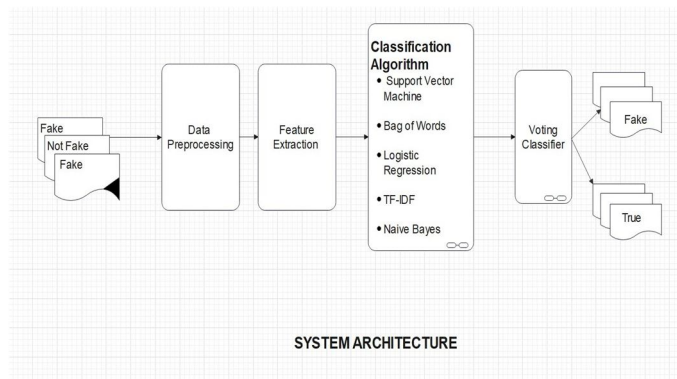 Fake
Not Fake
Fake
Data
Preprocessing
Feature
Extraction
Classification
Algorithm
• Support Vector
Machine
• Bag of Words
• Logistic
Regression
• TF-IDF
• Naive Bayes
Voting
Classifier
Fake
True
SYSTEM ARCHITECTURE